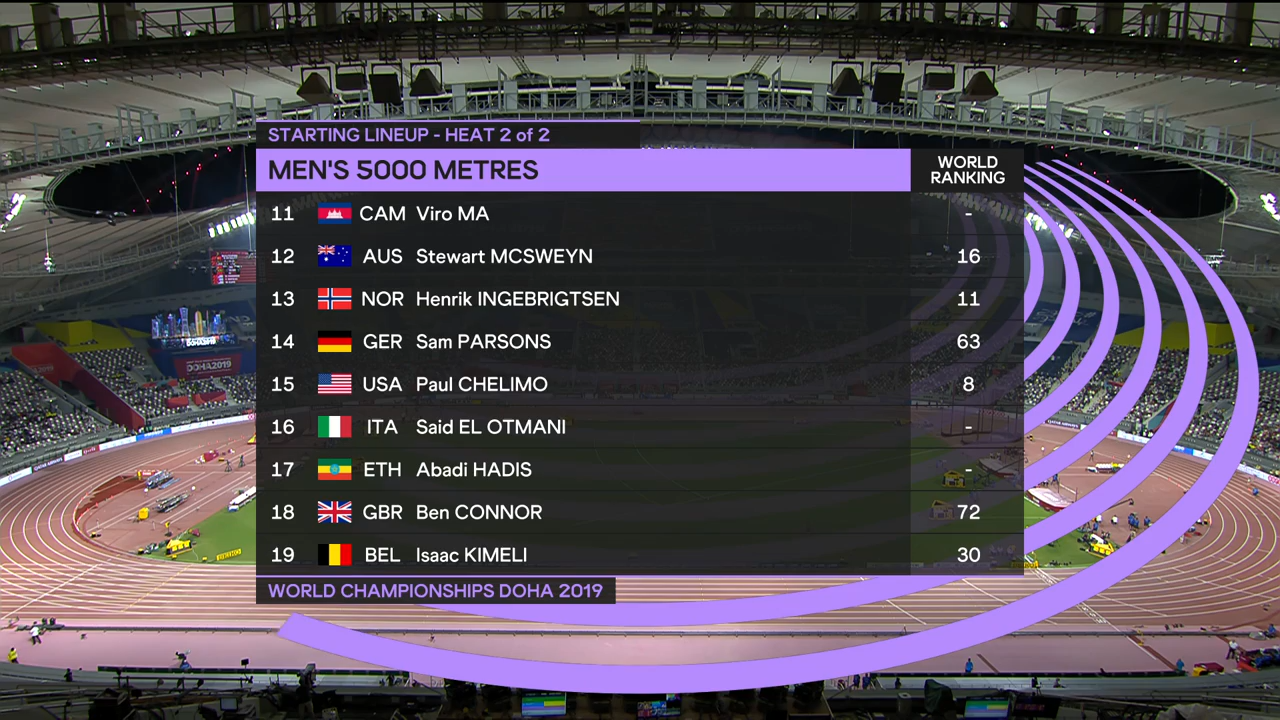 STARTING LINEUP - HEAT 2 of 2
MEN'S 5000 METRES
WORLD
RANKING
11 CAM Viro MA -
12 AUS Stewart MCSWEYN 16
13 NOR Henrik INGEBRIGTSEN 11
14 GER Sam PARSONS 63
15 USA Paul CHELIMO 8
16 ITA Said EL OTMANI -
17 ETH Abadi HADIS -
18 GBR Ben CONNOR 72
19 BEL Isaac KIMELI 30
WORLD CHAMPIONSHIPS DOHA 2019
DOHA2019